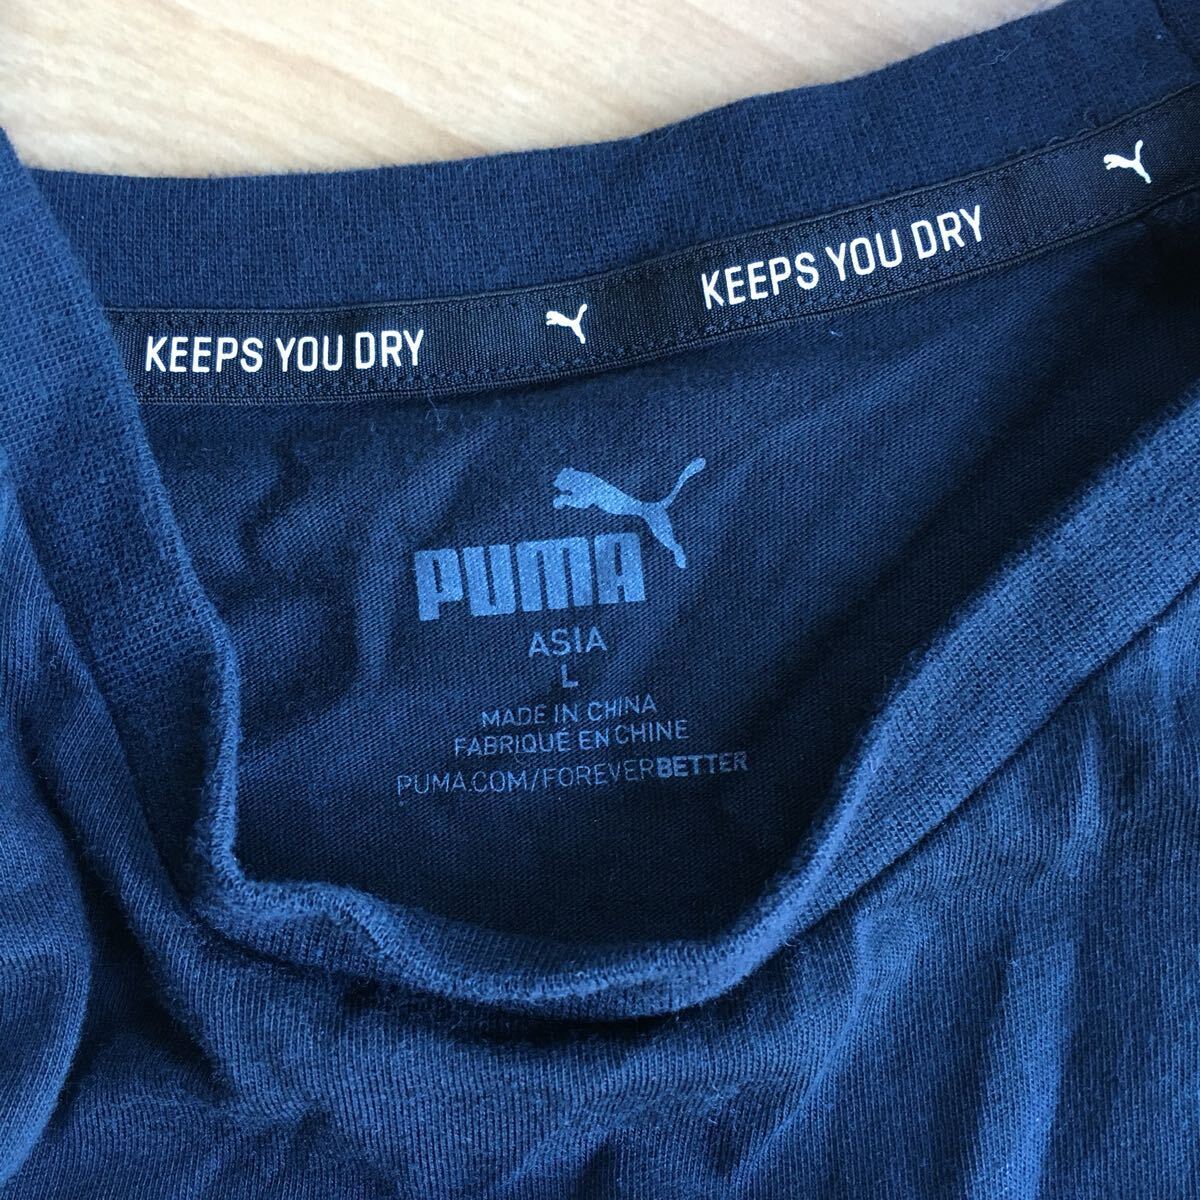 KEEPS YOU DRY KEEPS YOU DRY
PUMA
ASIA
L
MADE IN CHINA
FABRIQUÉ EN CHINE
PUMA.COM/FOREVERBETTER